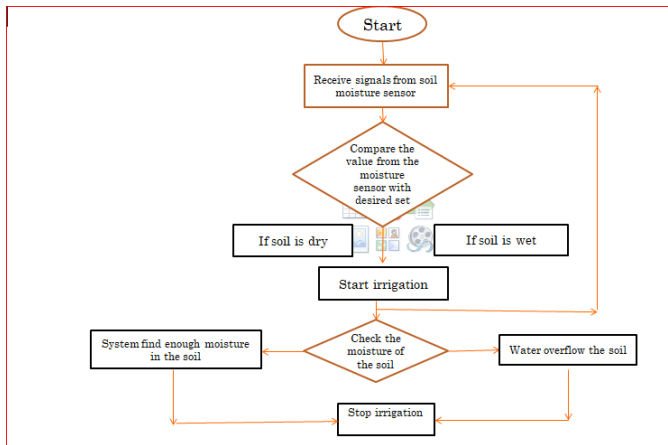 Start
Receive signals from soil
moisture sensor
Compare the
value from the
moisture
sensor with
desired set
If soil is dry
If soil is wet
Start irrigation
System find enough moisture
in the soil
Check the
moisture of
the soil
Water overflow the soil
Stop irrigation